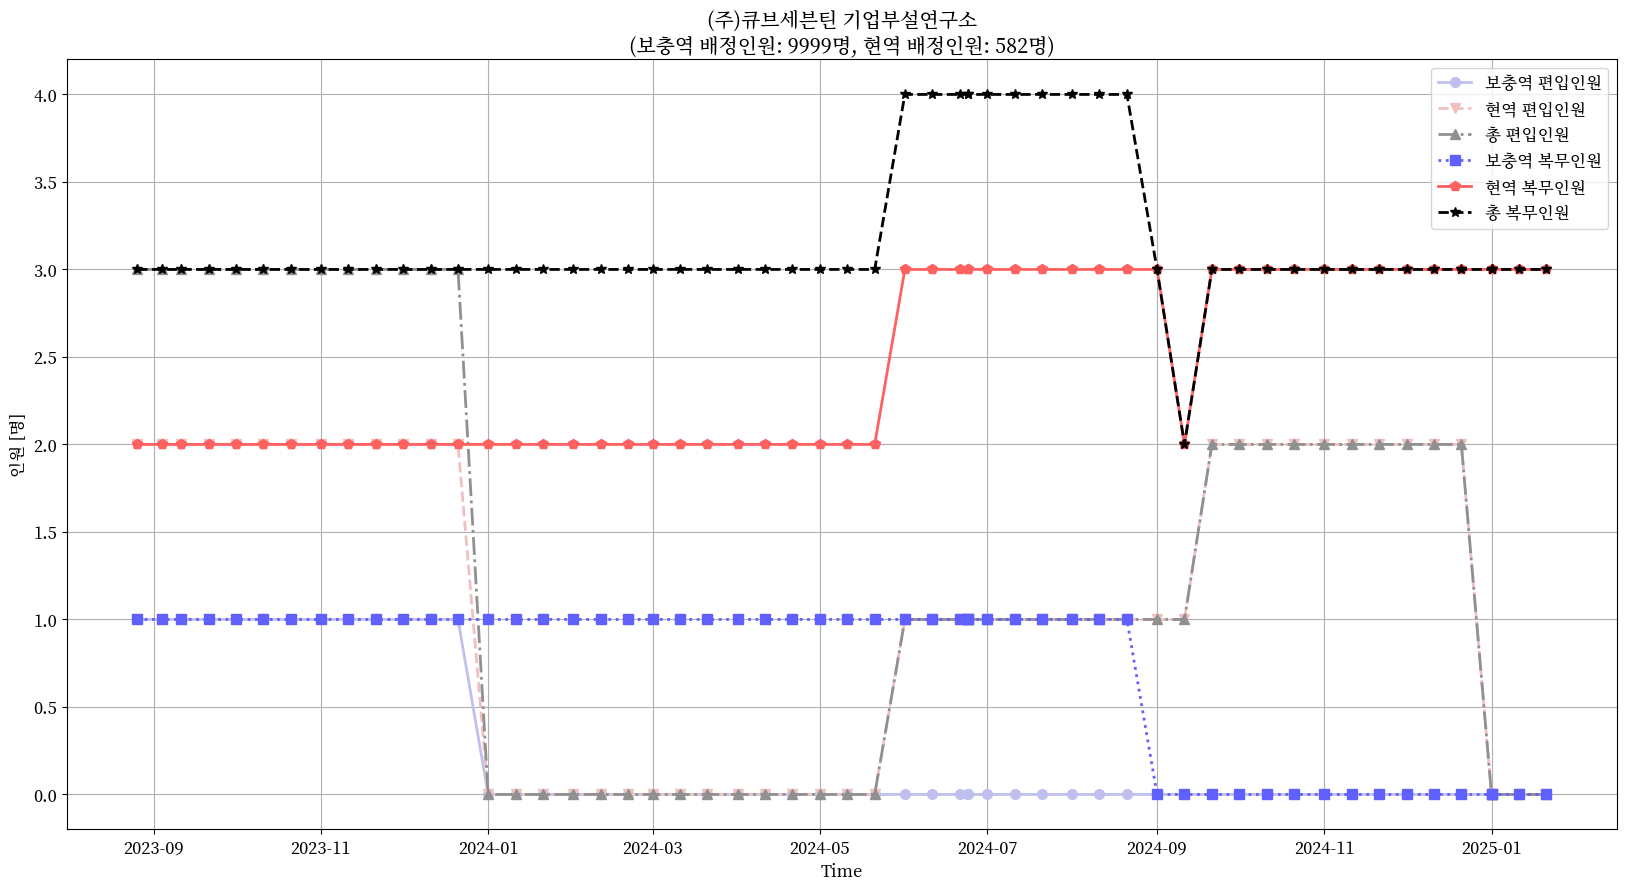 (주)큐브세븐틴 기업부설연구소
(보충역 배정인원: 9999명, 현역 배정인원: 582명)
보충역 편입인원
현역 편입인원
총 편입인원
보충역 복무인원
현역 복무인원
총 복무인원
4.0
3.5
3.0
2.5
2.0
1.5
1.0
0.5
0.0
인원 [명]
2023-09
2023-11
2024-01
2024-03
2024-05
2024-07
2024-09
2024-11
2025-01
Time